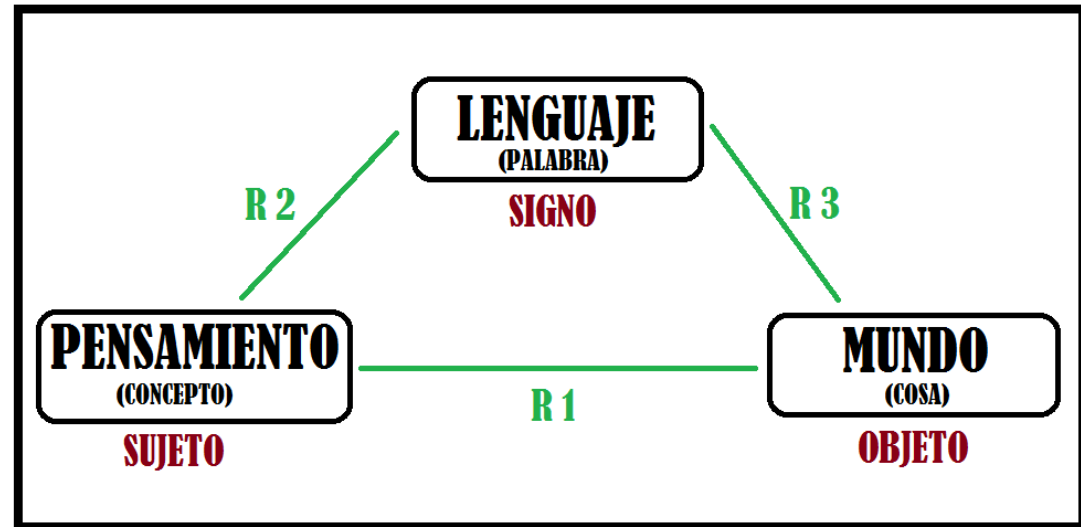 LENGUAJE
(PALABRA)
SIGNO
R 2
R 3
PENSAMIENTO
(CONCEPTO)
SUJETO
R 1
MUNDO
(COSA)
OBJETO